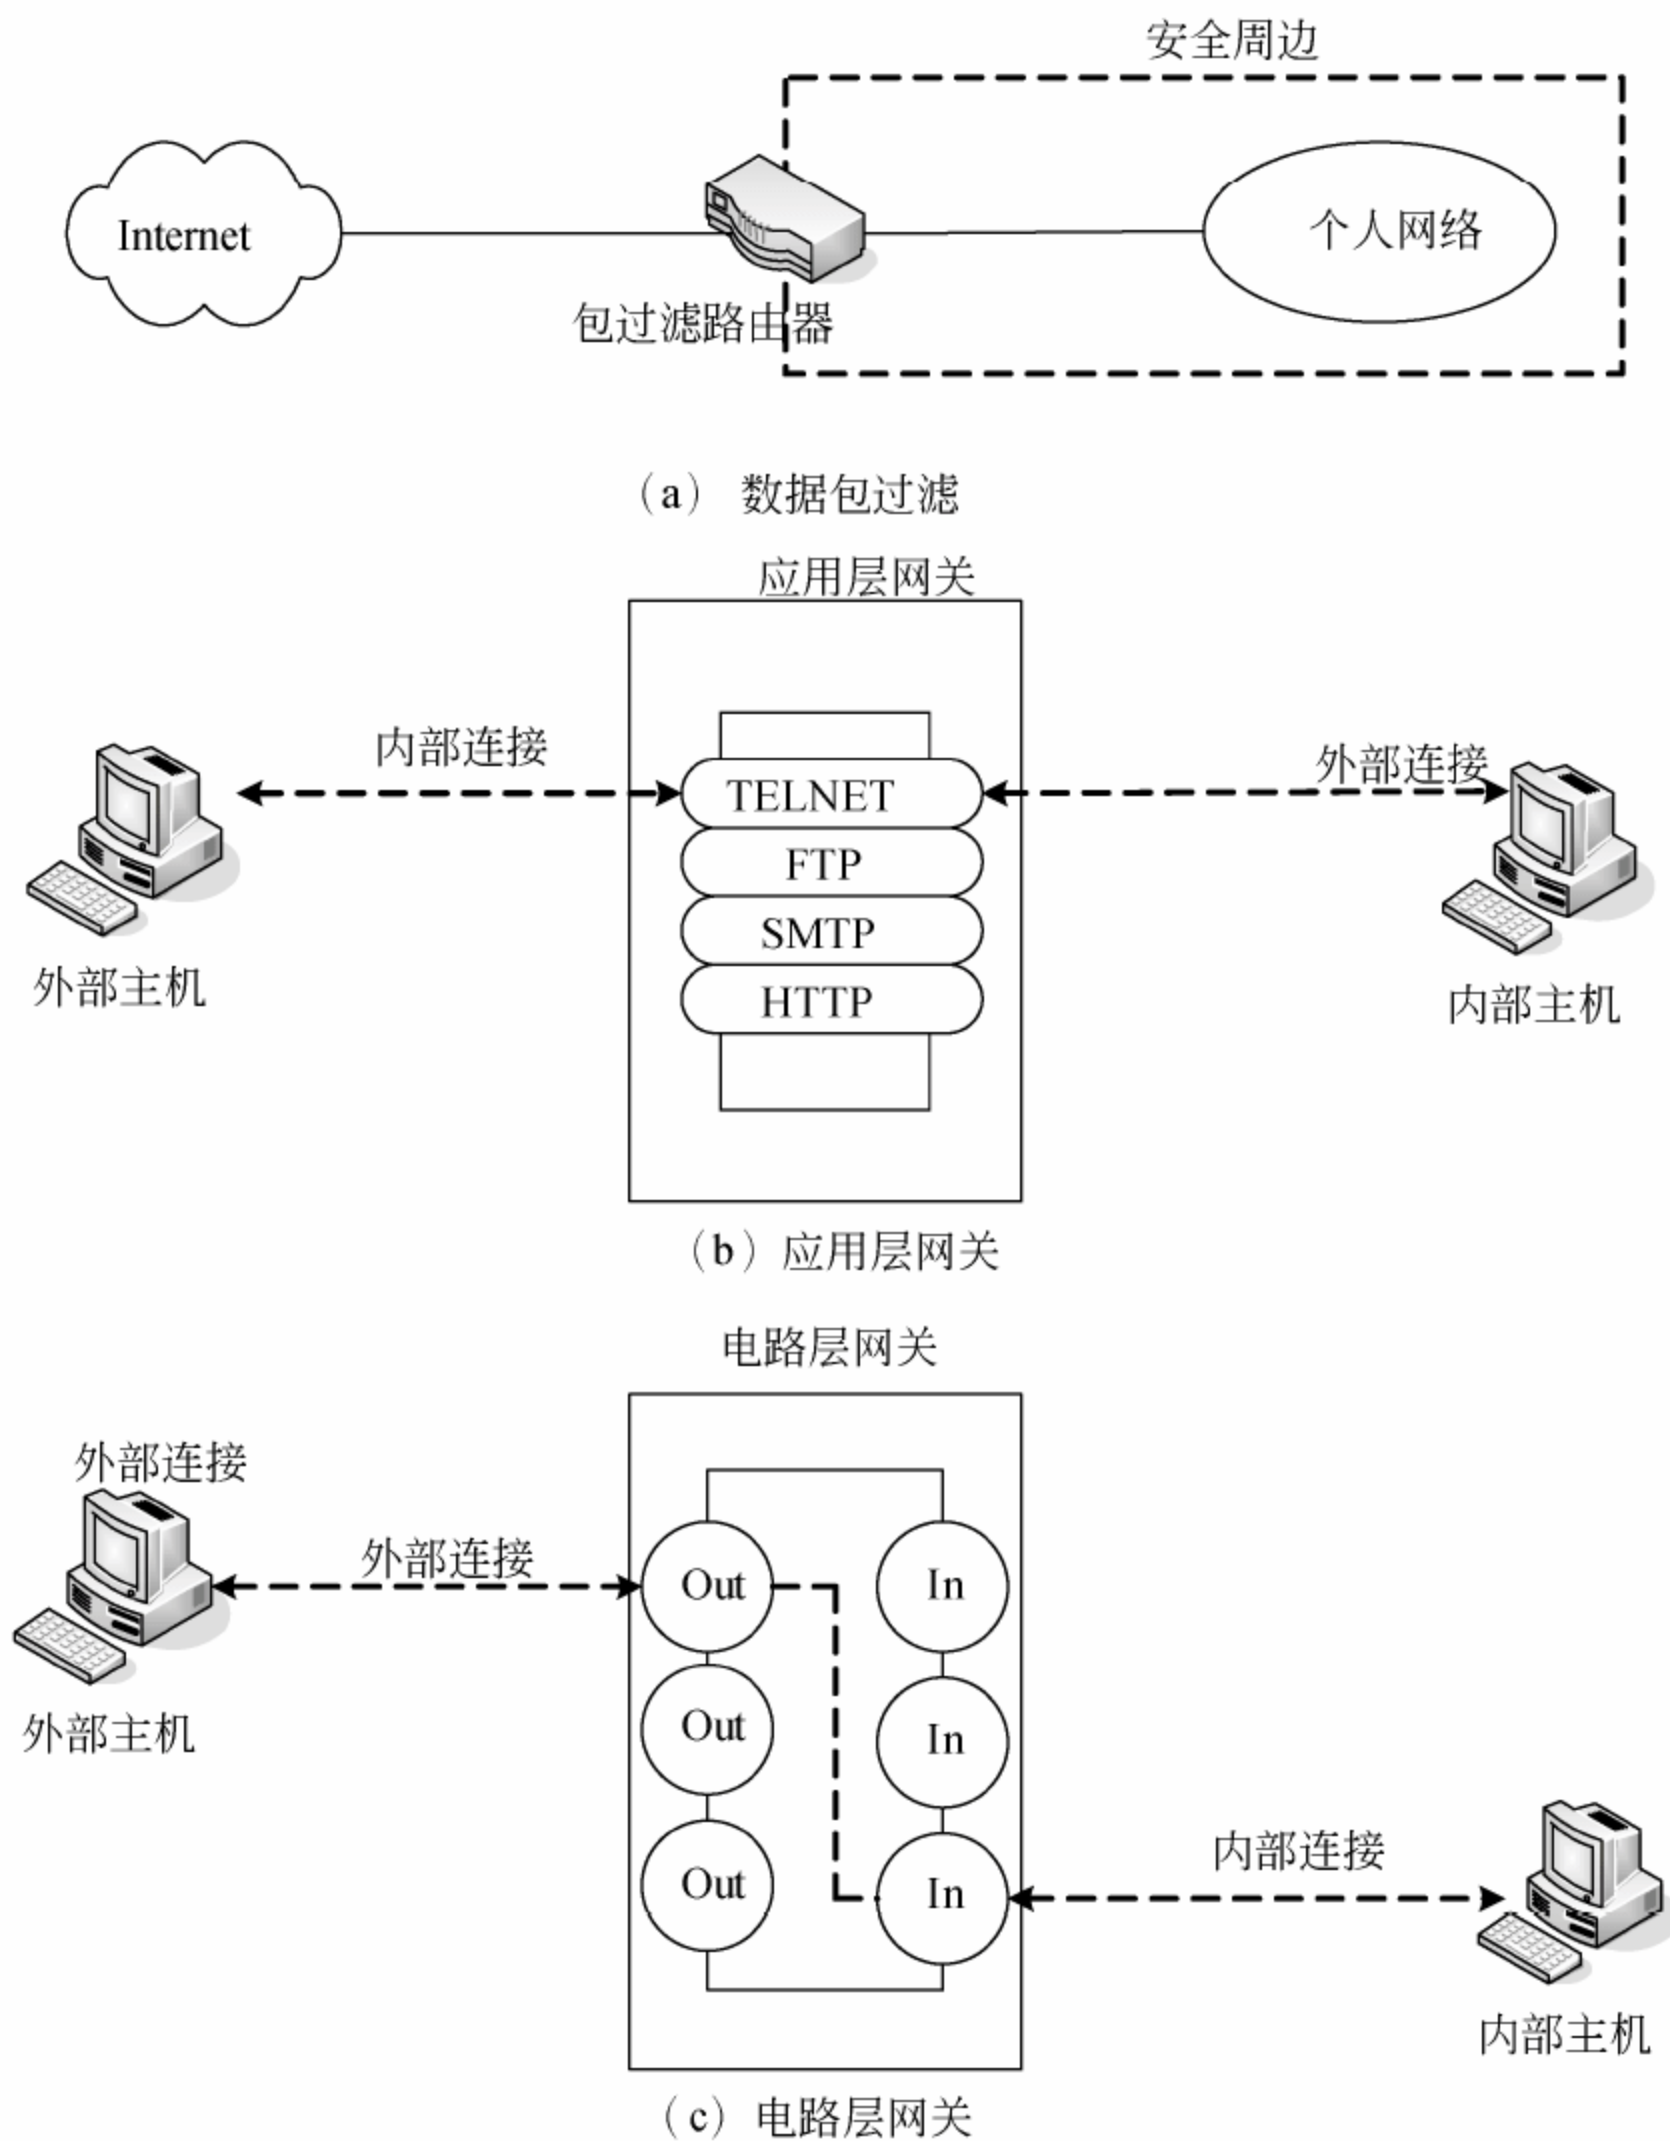 安全周边
Internet
个人网络
包过滤路由器
（a） 数据包过滤
应用层网关
内部连接
外部连接
TELNET
FTP
SMTP
HTTP
外部主机
内部主机
（b）应用层网关
电路层网关
外部连接
外部连接
Out
In
Out
In
Out
In
内部连接
外部主机
内部主机
（c）电路层网关